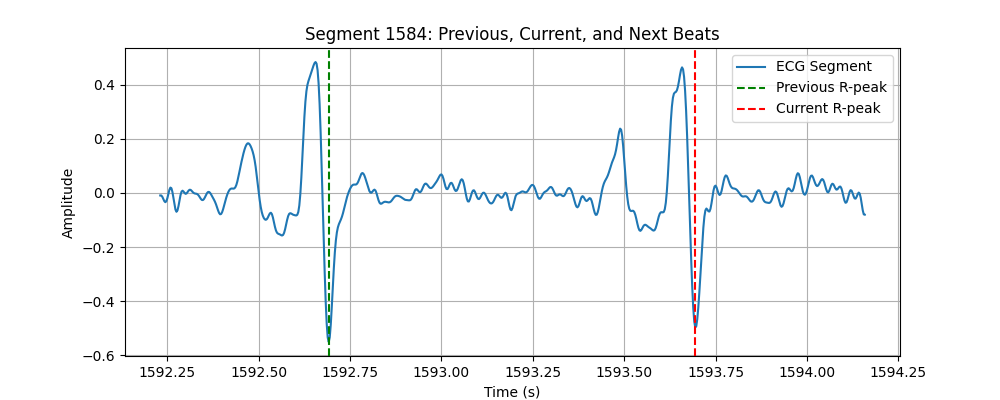 Segment 1584: Previous, Current, and Next Beats
ECG Segment
Previous R-peak
Current R-peak
Amplitude
0.4
0.2
0.0
−0.2
−0.4
−0.6
1592.25 1592.50 1592.75 1593.00 1593.25 1593.50 1593.75 1594.00 1594.25
Time (s)